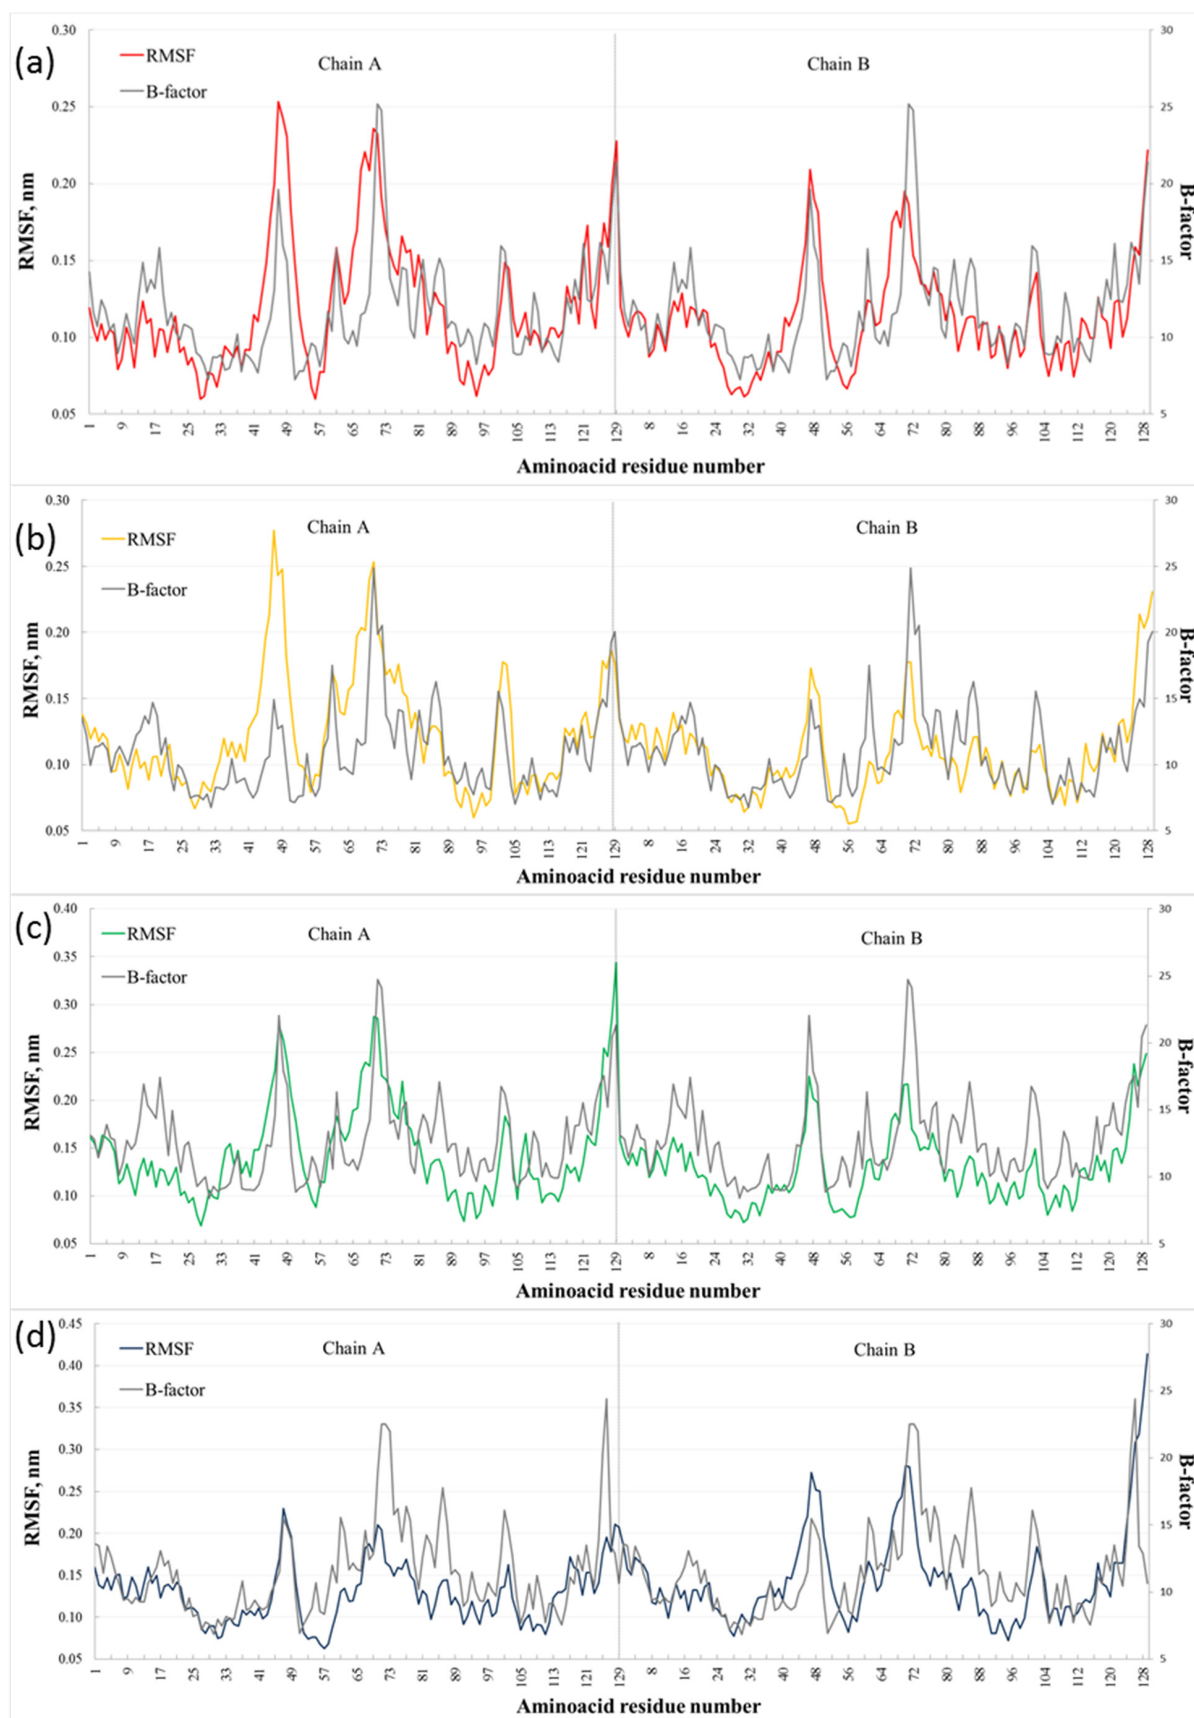 (a)
0.30
0.25
0.20
0.15
0.10
0.05
RMSF, nm
RMSF
B-factor
Chain A
Chain B
30
25
20
15
10
5
B-factor
1 9 17 25 33 41 49 57 65 73 81 89 97 105 113 121 129 8 16 24 32 40 48 56 64 72 80 88 96 104 112 120 128
Aminoacid residue number
(b)
0.30
0.25
0.20
0.15
0.10
0.05
RMSF, nm
RMSF
B-factor
Chain A
Chain B
30
25
20
15
10
5
B-factor
1 9 17 25 33 41 49 57 65 73 81 89 97 105 113 121 129 8 16 24 32 40 48 56 64 72 80 88 96 104 112 120 128
Aminoacid residue number
(c)
0.40
0.35
0.30
0.25
0.20
0.15
0.10
0.05
RMSF, nm
RMSF
B-factor
Chain A
Chain B
30
25
20
15
10
5
B-factor
1 9 17 25 33 41 49 57 65 73 81 89 97 105 113 121 129 8 16 24 32 40 48 56 64 72 80 88 96 104 112 120 128
Aminoacid residue number
(d)
0.45
0.40
0.35
0.30
0.25
0.20
0.15
0.10
0.05
RMSF, nm
RMSF
B-factor
Chain A
Chain B
30
25
20
15
10
5
B-factor
1 9 17 25 33 41 49 57 65 73 81 89 97 105 113 121 129 8 16 24 32 40 48 56 64 72 80 88 96 104 112 120 128
Aminoacid residue number